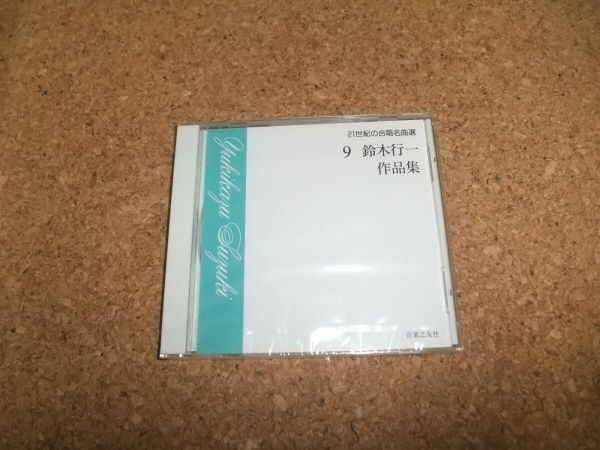 21世紀の合唱名曲選
9 鈴木行一
作品集
Yukikazu Suzuki
音楽之友社